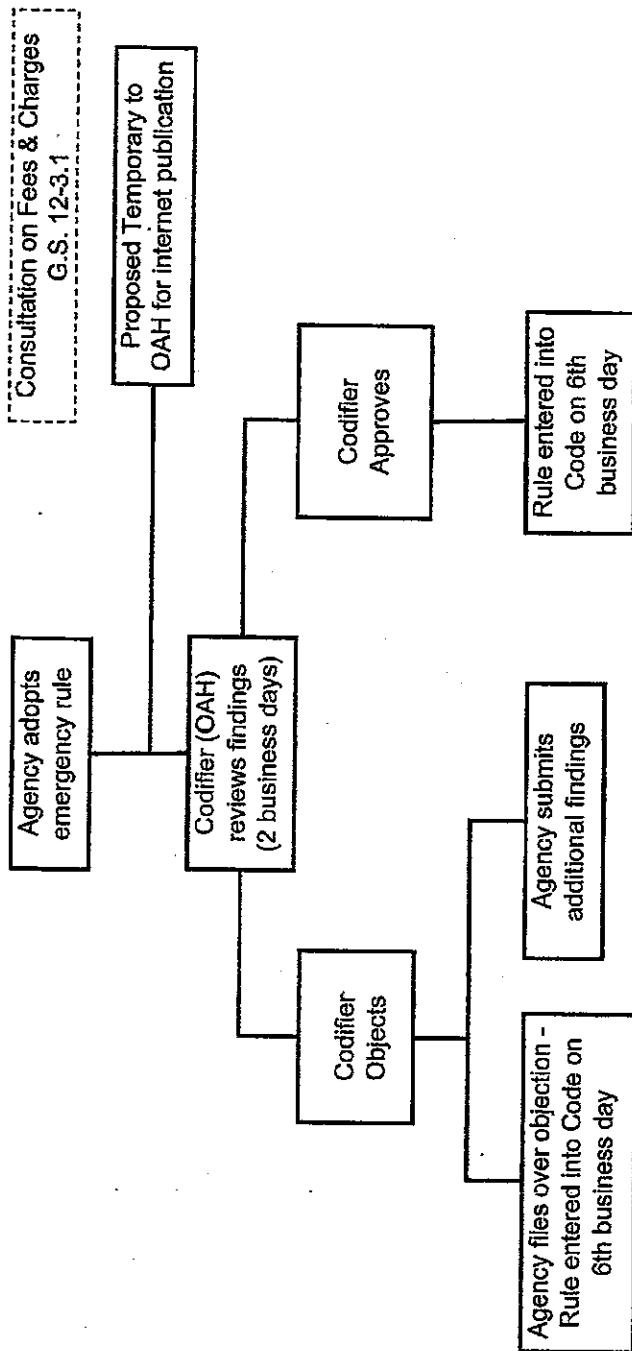 Consultation on Fees & Charges
G.S. 12-3.1
Agency adopts
emergency rule
Proposed Temporary to
OAH for internet publication
Codifier (OAH)
reviews findings
(2 business days)
Codifier
Objects
Codifier
Approves
Agency files over objection -
Rule entered into Code on
6th business day
Agency submits
additional findings
Rule entered into
Code on 6th
business day